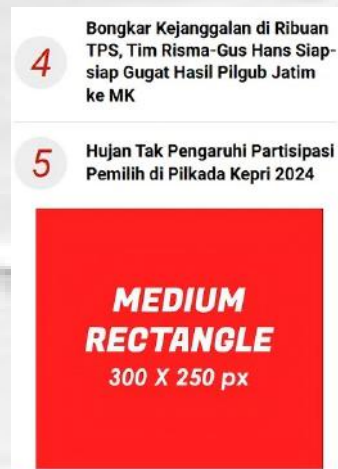 4
Bongkar Kejanggalan di Ribuan
TPS, Tim Risma-Gus Hans Siap-
siap Gugat Hasil Pilgub Jatim
ke MK
5
Hujan Tak Pengaruhi Partisipasi
Pemilih di Pilkada Kepri 2024
MEDIUM
RECTANGLE
300 X 250 px